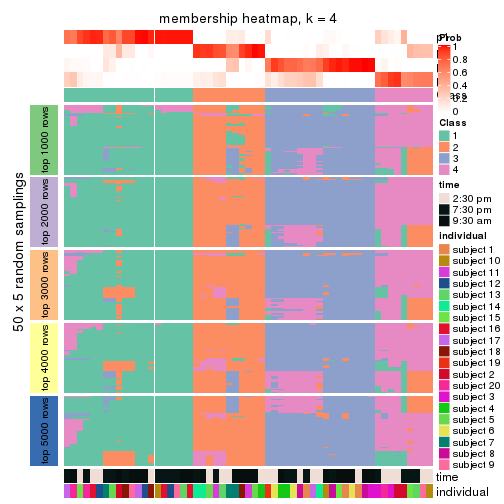 membership heatmap, k = 4
50 x 5 random samplings
top 1000 rows
top 2000 rows
top 3000 rows
top 4000 rows
top 5000 rows
time
individual
Prob
1
0.8
0.6
0.4
0.2
0
Class
1
2
3
4
time
2:30 pm
7:30 pm
9:30 am
individual
subject 1
subject 10
subject 11
subject 12
subject 13
subject 14
subject 15
subject 16
subject 17
subject 18
subject 19
subject 2
subject 20
subject 3
subject 4
subject 5
subject 6
subject 7
subject 8
subject 9